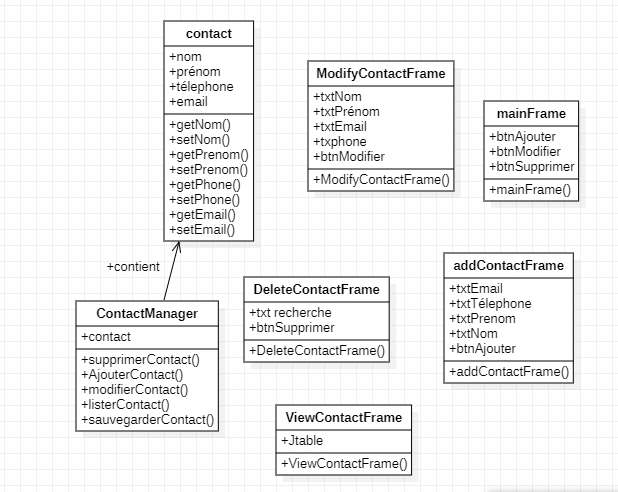 contact
+nom
+prénom
+télephone
+email
+getNom()
+setNom()
+getPrenom()
+setPrenom()
+getPhone()
+setPhone()
+getEmail()
+setEmail()
ModifyContactFrame
+txtNom
+txtPrénom
+txtEmail
+txphone
+btnModifier
+ModifyContactFrame()
mainFrame
+btnAjouter
+btnModifier
+btnSupprimer
+mainFrame()
+contient
ContactManager
+contact
+supprimerContact()
+AjouterContact()
+modifierContact()
+listerContact()
+sauvegarderContact()
DeleteContactFrame
+txt recherche
+btnSupprimer
+DeleteContactFrame()
addContactFrame
+txtEmail
+txtTélephone
+txtPrenom
+txtNom
+btnAjouter
+addContactFrame()
ViewContactFrame
+Jtable
+ViewContactFrame()